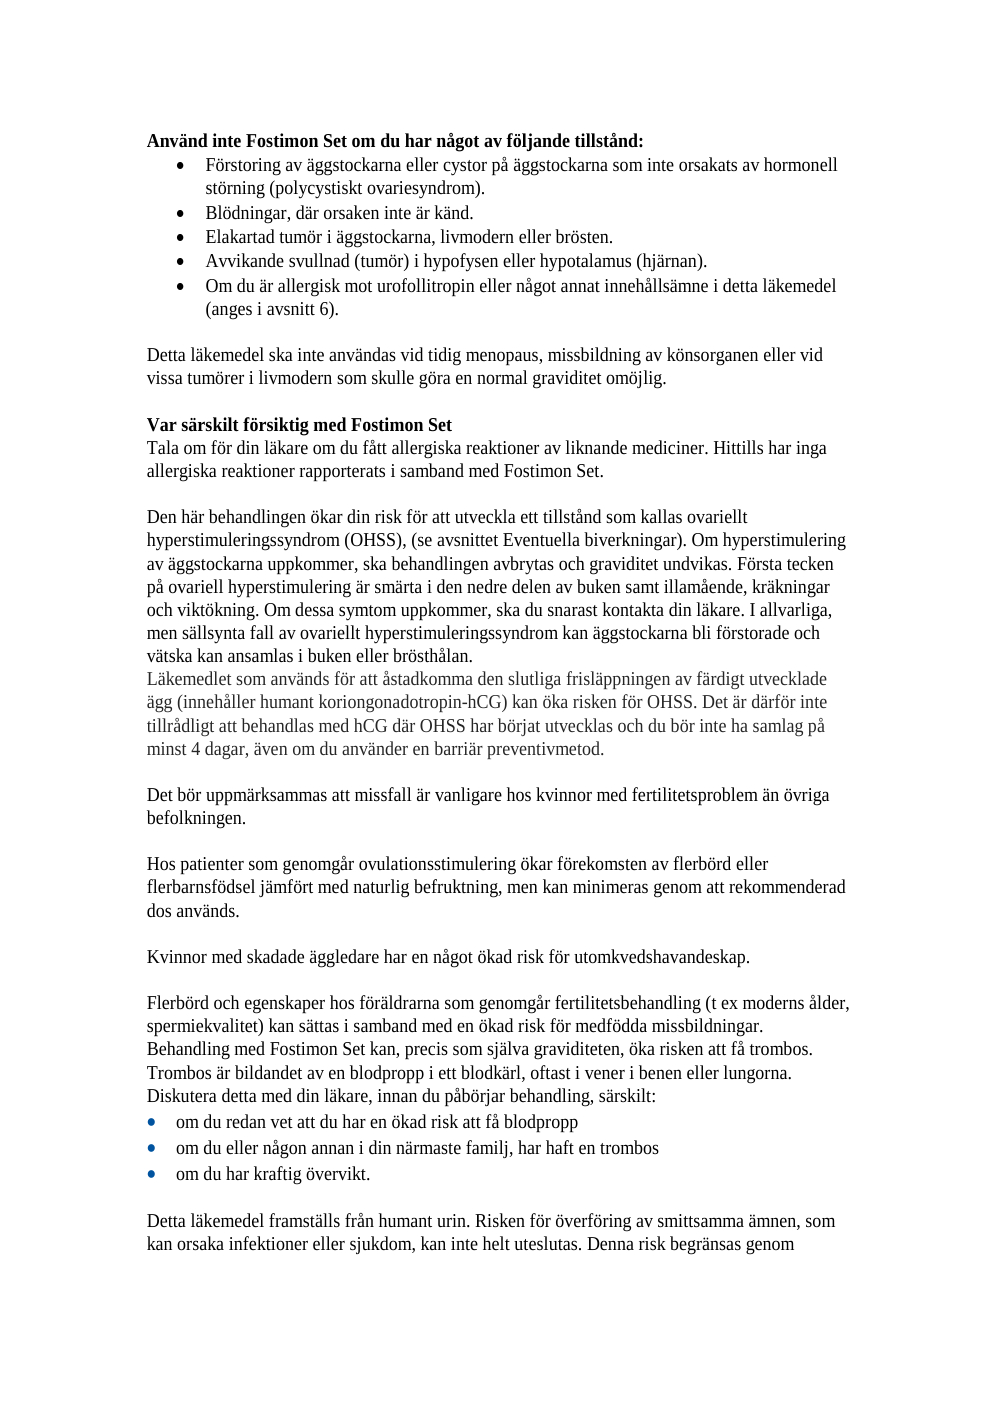 Använd inte Fostimon Set om du har något av följande tillstånd:
• Förstoring av äggstockarna eller cystor på äggstockarna som inte orsakats av hormonell
störning (polycystiskt ovariesyndrom).
• Blödningar, där orsaken inte är känd.
• Elakartad tumör i äggstockarna, livmodern eller brösten.
• Avvikande svullnad (tumör) i hypofysen eller hypotalamus (hjärnan).
• Om du är allergisk mot urofollitropin eller något annat innehållsämne i detta läkemedel
(anges i avsnitt 6).
Detta läkemedel ska inte användas vid tidig menopaus, missbildning av könsorganen eller vid
vissa tumörer i livmodern som skulle göra en normal graviditet omöjlig.
Var särskilt försiktig med Fostimon Set
Tala om för din läkare om du fått allergiska reaktioner av liknande mediciner. Hittills har inga
allergiska reaktioner rapporterats i samband med Fostimon Set.
Den här behandlingen ökar din risk för att utveckla ett tillstånd som kallas ovariellt
hyperstimuleringssyndrom (OHSS), (se avsnittet Eventuella biverkningar). Om hyperstimulering
av äggstockarna uppkommer, ska behandlingen avbrytas och graviditet undvikas. Första tecken
på ovariell hyperstimulering är smärta i den nedre delen av buken samt illamående, kräkningar
och viktökning. Om dessa symtom uppkommer, ska du snarast kontakta din läkare. I allvarliga,
men sällsynta fall av ovariellt hyperstimuleringssyndrom kan äggstockarna bli förstorade och
vätska kan ansamlas i buken eller brösthålan.
Läkemedlet som används för att åstadkomma den slutliga frisläppningen av färdigt utvecklade
ägg (innehåller humant koriongonadotropin-hCG) kan öka risken för OHSS. Det är därför inte
tillrådligt att behandlas med hCG där OHSS har börjat utvecklas och du bör inte ha samlag på
minst 4 dagar, även om du använder en barriär preventivmetod.
Det bör uppmärksammas att missfall är vanligare hos kvinnor med fertilitetsproblem än övriga
befolkningen.
Hos patienter som genomgår ovulationsstimulering ökar förekomsten av flerbörd eller
flerbarnsfödsel jämfört med naturlig befruktning, men kan minimeras genom att rekommenderad
dos används.
Kvinnor med skadade äggledare har en något ökad risk för utomkvedshavandeskap.
Flerbörd och egenskaper hos föräldrarna som genomgår fertilitetsbehandling (t ex moderns ålder,
spermiekvalitet) kan sättas i samband med en ökad risk för medfödda missbildningar.
Behandling med Fostimon Set kan, precis som själva graviditeten, öka risken att få trombos.
Trombos är bildandet av en blodpropp i ett blodkärl, oftast i vener i benen eller lungorna.
Diskutera detta med din läkare, innan du påbörjar behandling, särskilt:
• om du redan vet att du har en ökad risk att få blodpropp
• om du eller någon annan i din närmaste familj, har haft en trombos
• om du har kraftig övervikt.
Detta läkemedel framställs från humant urin. Risken för överföring av smittsamma ämnen, som
kan orsaka infektioner eller sjukdom, kan inte helt uteslutas. Denna risk begränsas genom